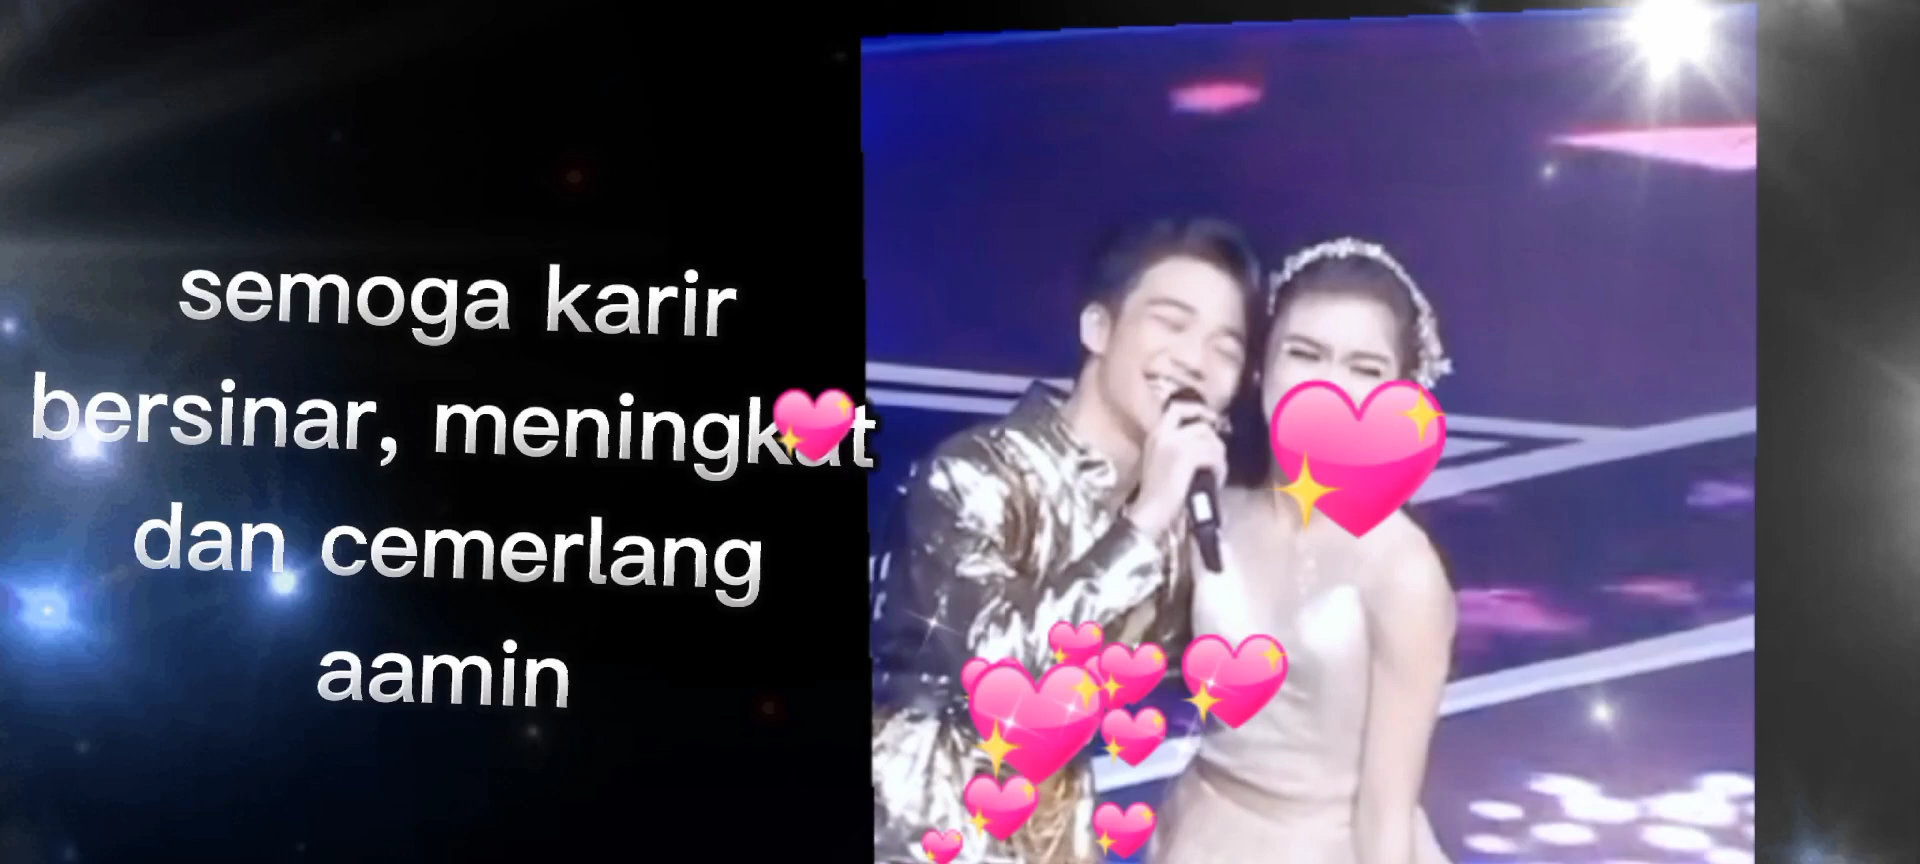 semoga karir
bersinar, meningkat
dan cemerlang
aamin